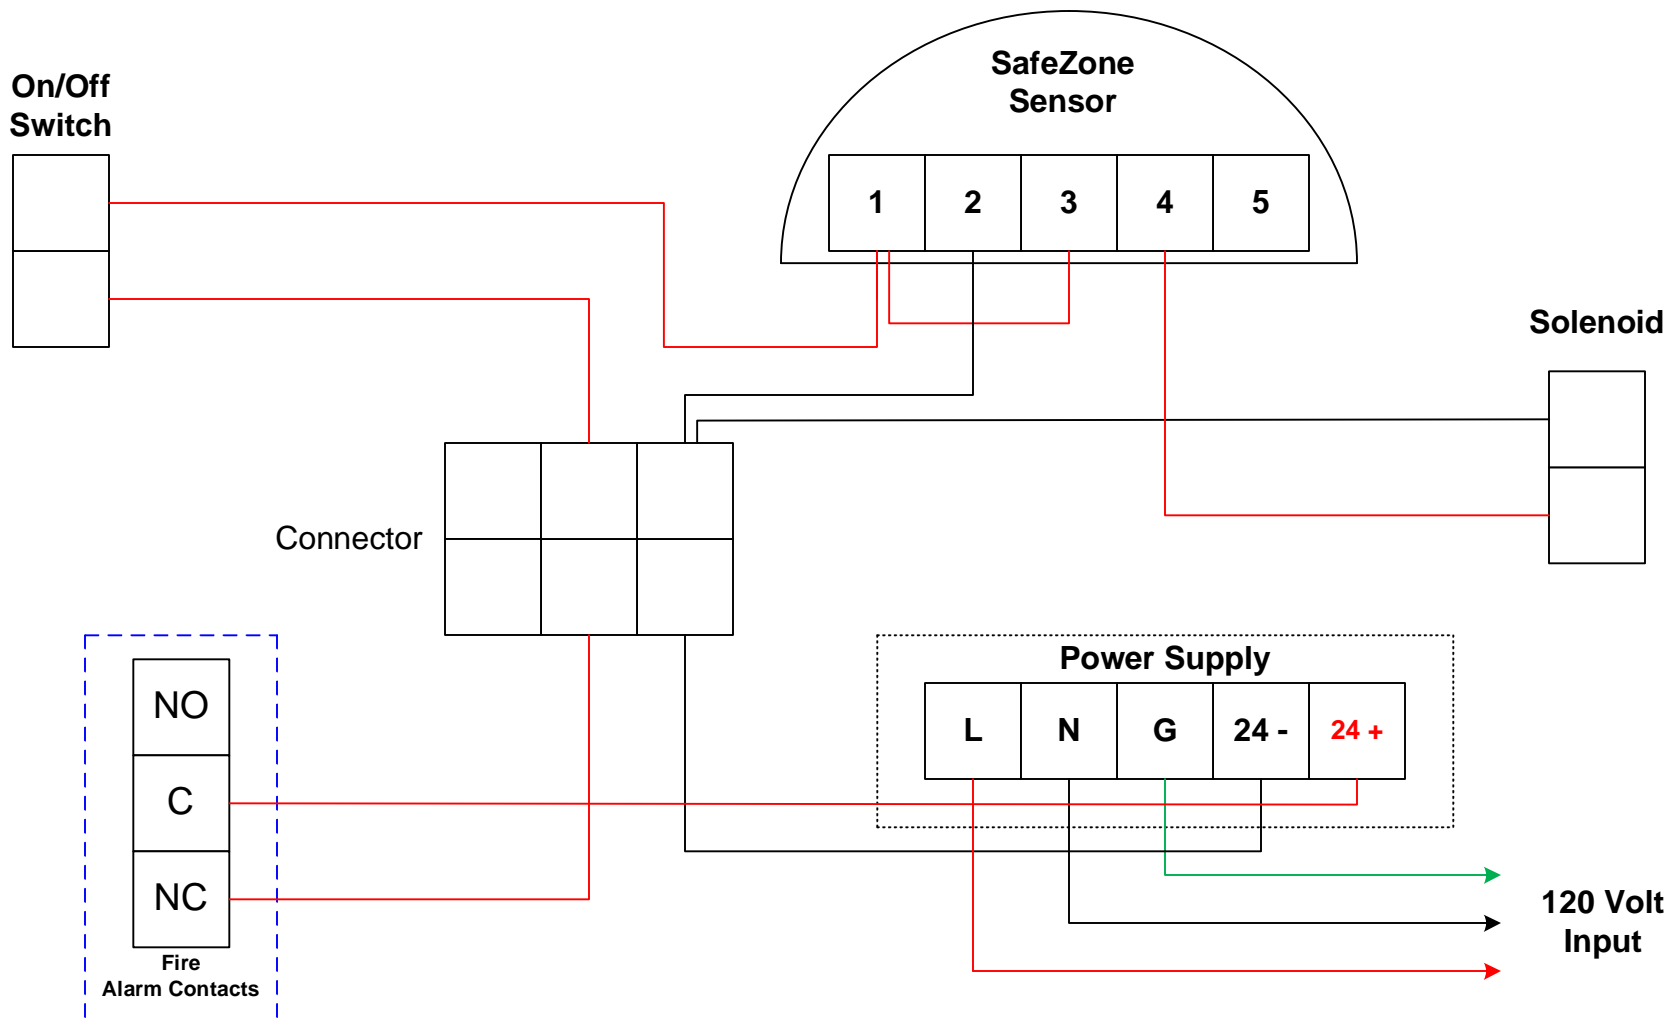 SafeZone
Sensor
On/Off
Switch
1 2 3 4 5
Solenoid
Connector
Power Supply
L N G 24 - 24 +
NO
C
NC
Fire
Alarm Contacts
120 Volt
Input